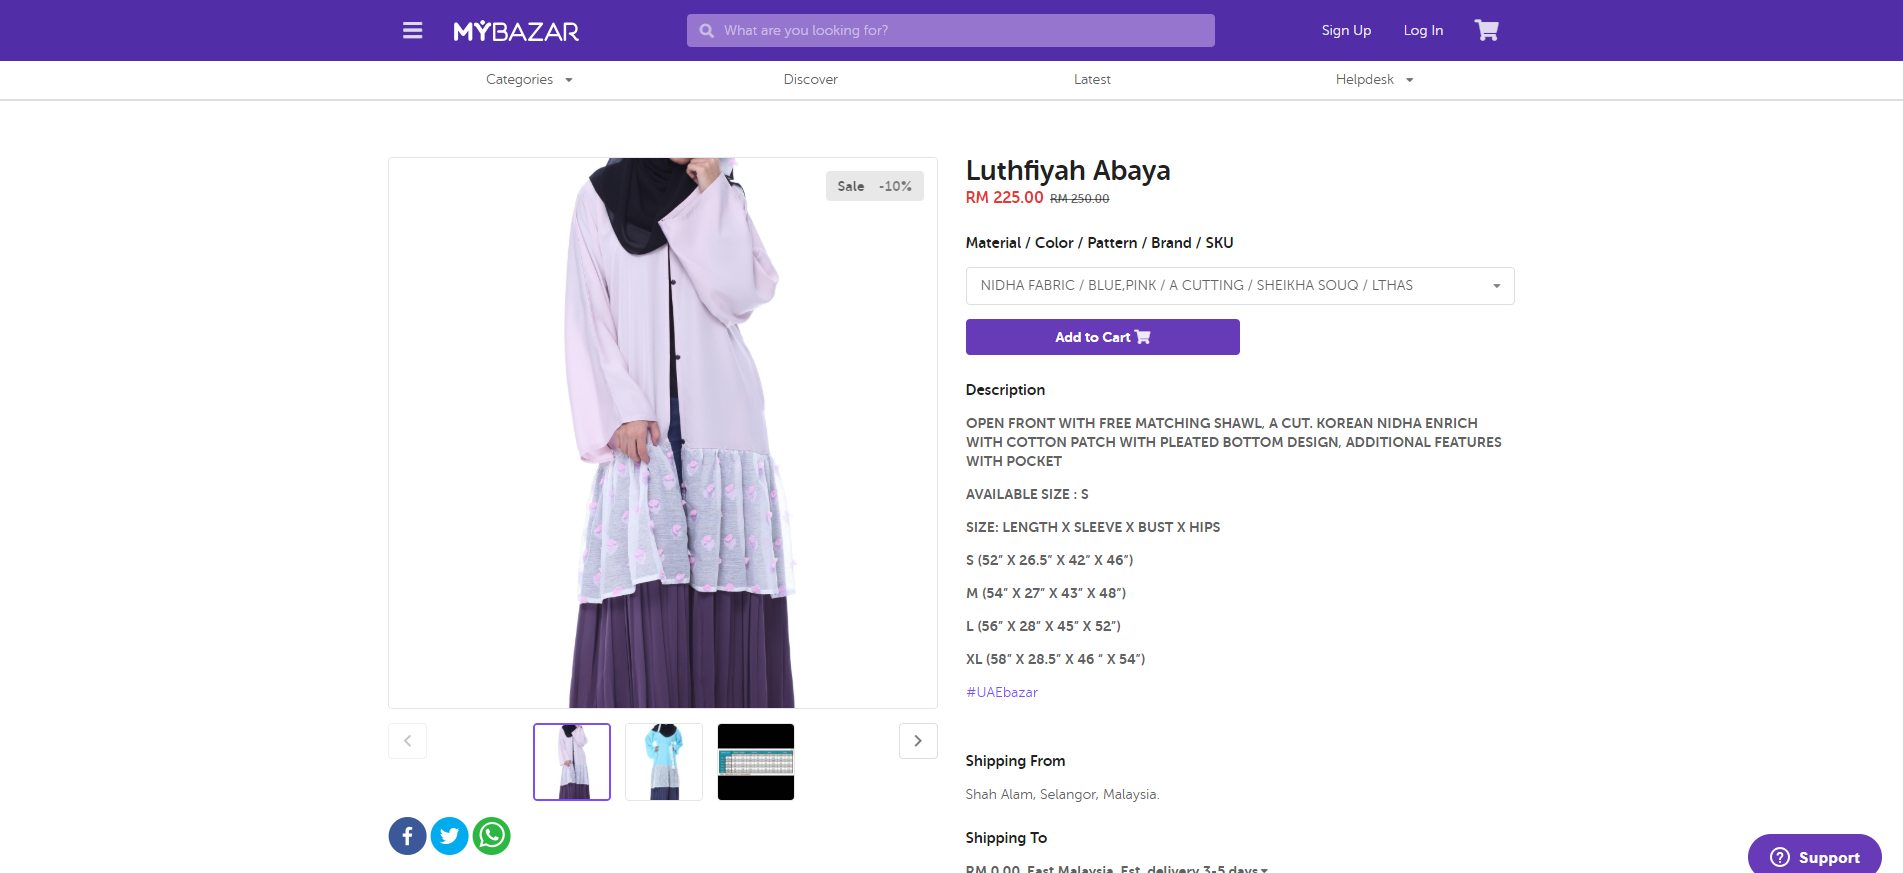 MYBAZAR
What are you looking for?
Sign Up
Log In
Categories
Discover
Latest
Helpdesk
Sale -10%
Luthfiyah Abaya
RM 225.00 RM 250.00
Material / Color / Pattern / Brand / SKU
NIDHA FABRIC / BLUE,PINK / A CUTTING / SHEIKHA SOUQ / LTHAS
Add to Cart
Description
OPEN FRONT WITH FREE MATCHING SHAWL, A CUT. KOREAN NIDHA ENRICH
WITH COTTON PATCH WITH PLEATED BOTTOM DESIGN, ADDITIONAL FEATURES
WITH POCKET
AVAILABLE SIZE : S
SIZE: LENGTH X SLEEVE X BUST X HIPS
S (52” X 26.5” X 42” X 46”)
M (54” X 27” X 43” X 48”)
L (56” X 28” X 45” X 52”)
XL (58” X 28.5” X 46 “ X 54”)
#UAEbazar
Shipping From
Shah Alam, Selangor, Malaysia.
Shipping To
RM 0.00, East Malaysia, Est. delivery 3-5 days
Support